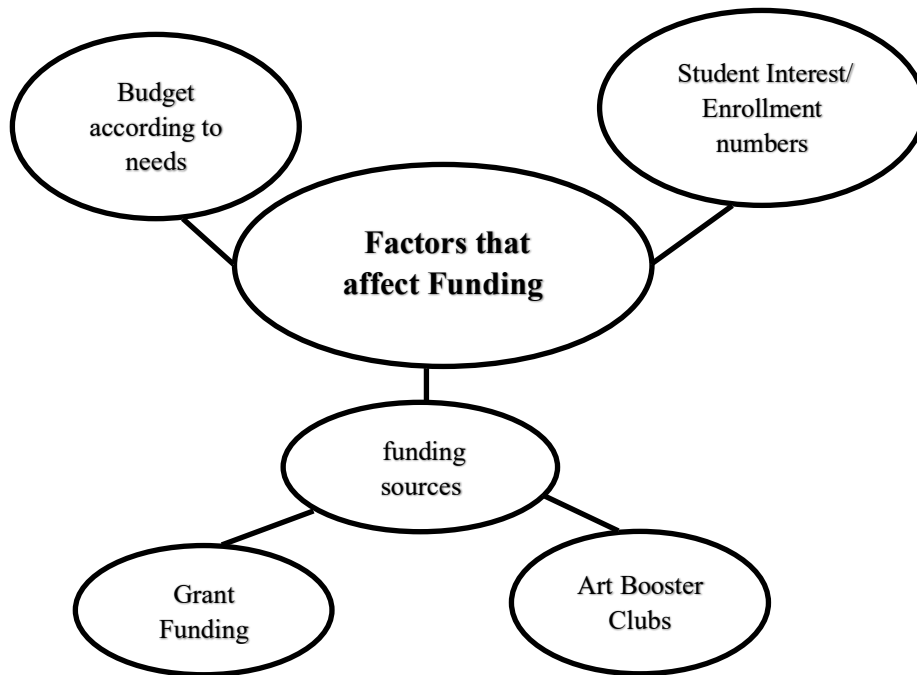 Budget
according to
needs
Student Interest/
Enrollment
numbers
Factors that
affect Funding
funding
sources
Grant
Funding
Art Booster
Clubs